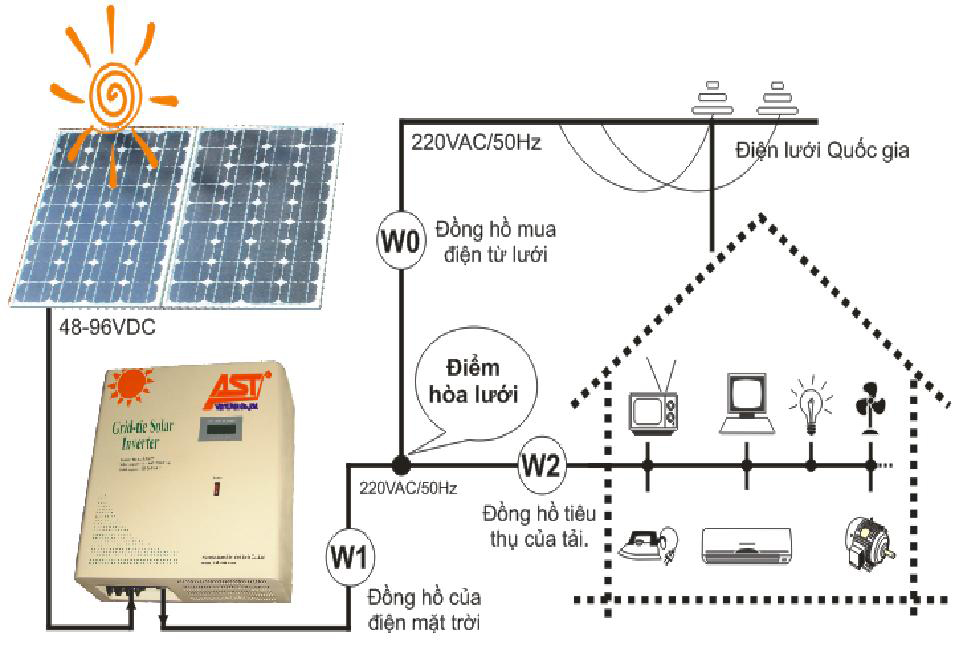 220VAC/50Hz
Điện lưới Quốc gia
W0
Đồng hồ mua
điện từ lưới
48-96VDC
Điểm
hòa lưới
AST
Grid-tie Solar
Inverter
W2
220VAC/50Hz
Đồng hồ tiêu
thụ của tải.
W1
Đồng hồ của
điện mặt trời